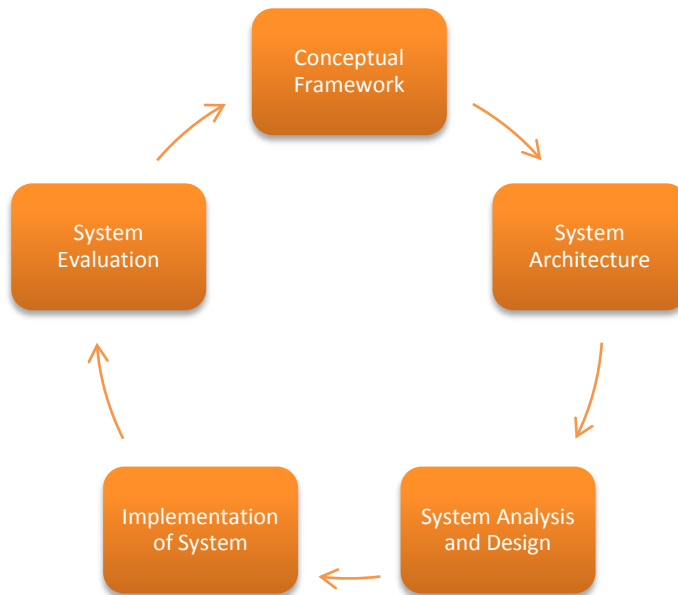 Conceptual
Framework
System
Architecture
System Analysis
and Design
Implementation
of System
System
Evaluation